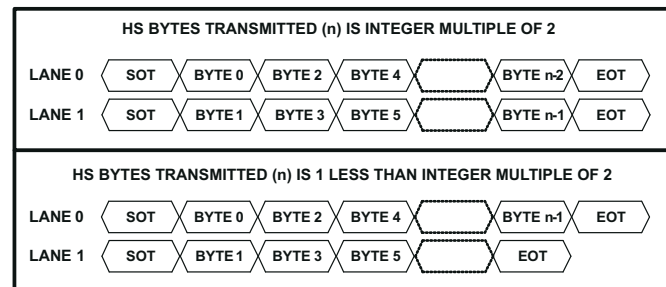 HS BYTES TRANSMITTED (n) IS INTEGER MULTIPLE OF 2
LANE 0 SOT BYTE 0 BYTE 2 BYTE 4 BYTE n-2 EOT
LANE 1 SOT BYTE 1 BYTE 3 BYTE 5 BYTE n-1 EOT
HS BYTES TRANSMITTED (n) IS 1 LESS THAN INTEGER MULTIPLE OF 2
LANE 0 SOT BYTE 0 BYTE 2 BYTE 4 BYTE n-1 EOT
LANE 1 SOT BYTE 1 BYTE 3 BYTE 5 EOT